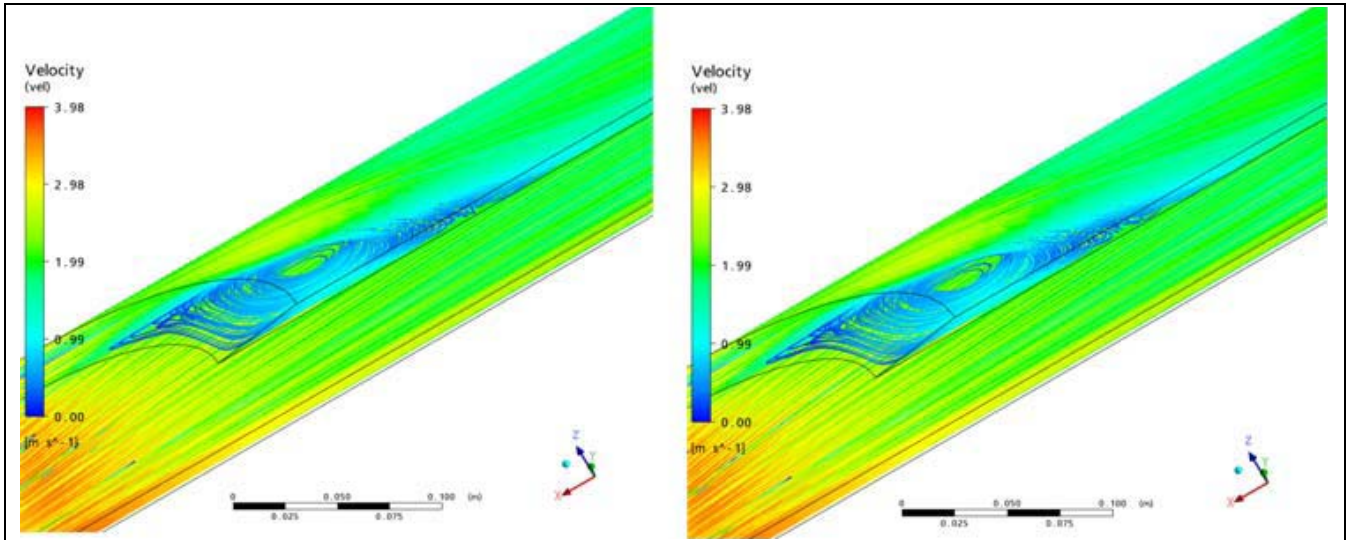 Velocity
(vel)
3.98
2.98
1.99
0.99
0.00
[m s^-1]
0 0.050 0.100 (m)
0.025 0.075
Z
Y
X
Velocity
(vel)
3.98
2.98
1.99
0.99
0.00
[m s^-1]
0 0.050 0.100 (m)
0.025 0.075
Z
Y
X